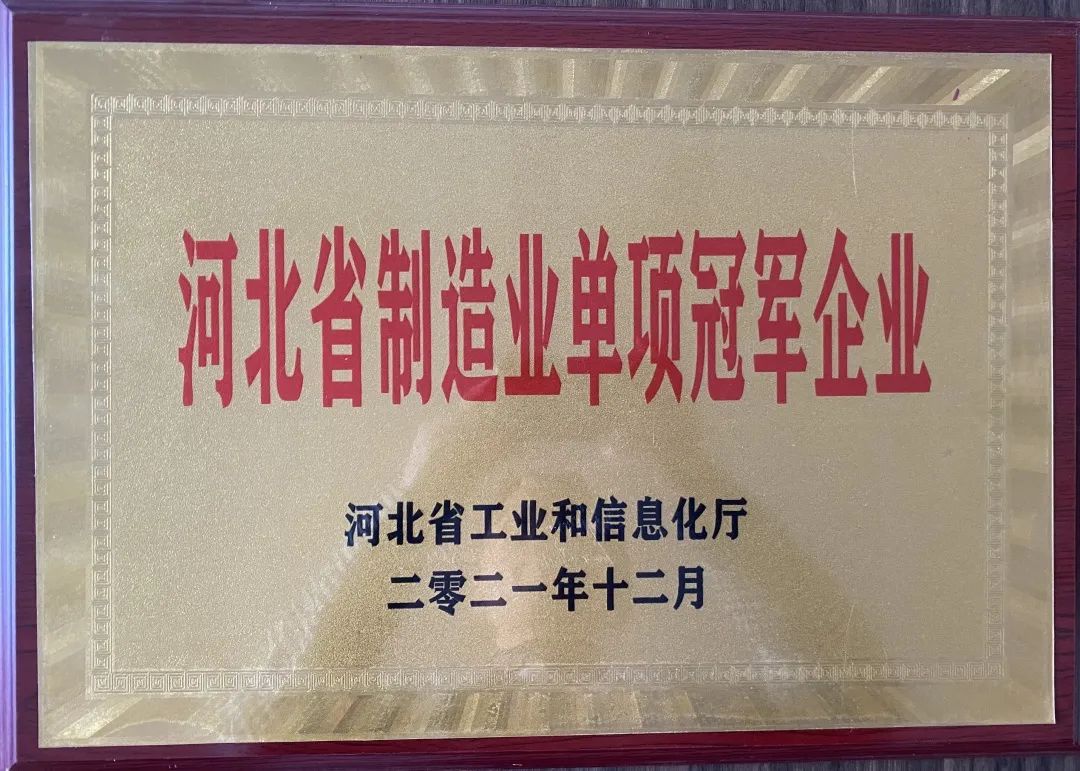 河北省制造业单项冠军企业
河北省工业和信息化厅
二零二一年十二月